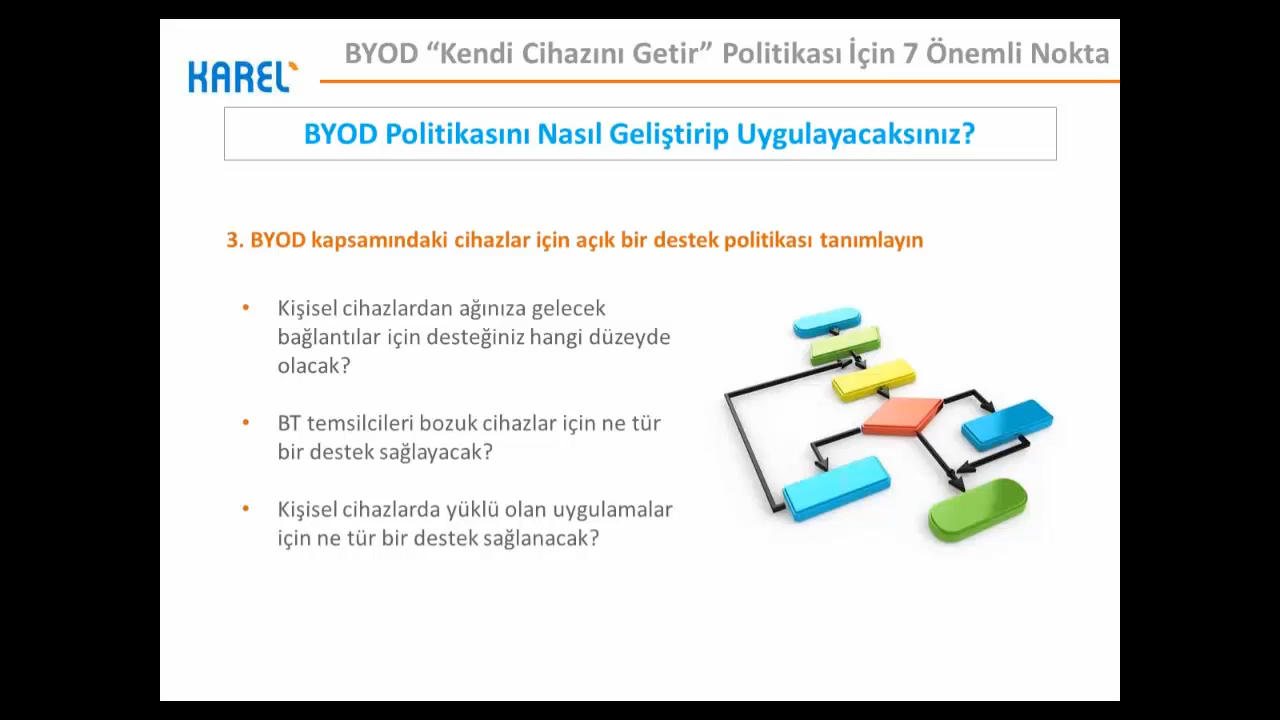 BYOD “Kendi Cihazını Getir” Politikası İçin 7 Önemli Nokta
KAREL
BYOD Politikasını Nasıl Geliştirip Uygulayacaksınız?
3. BYOD kapsamındaki cihazlar için açık bir destek politikası tanımlayın
• Kişisel cihazlardan ağınıza gelecek
bağlantılar için desteğiniz hangi düzeyde
olacak?
• BT temsilcileri bozuk cihazlar için ne tür
bir destek sağlayacak?
• Kişisel cihazlarda yüklü olan uygulamalar
için ne tür bir destek sağlanacak?